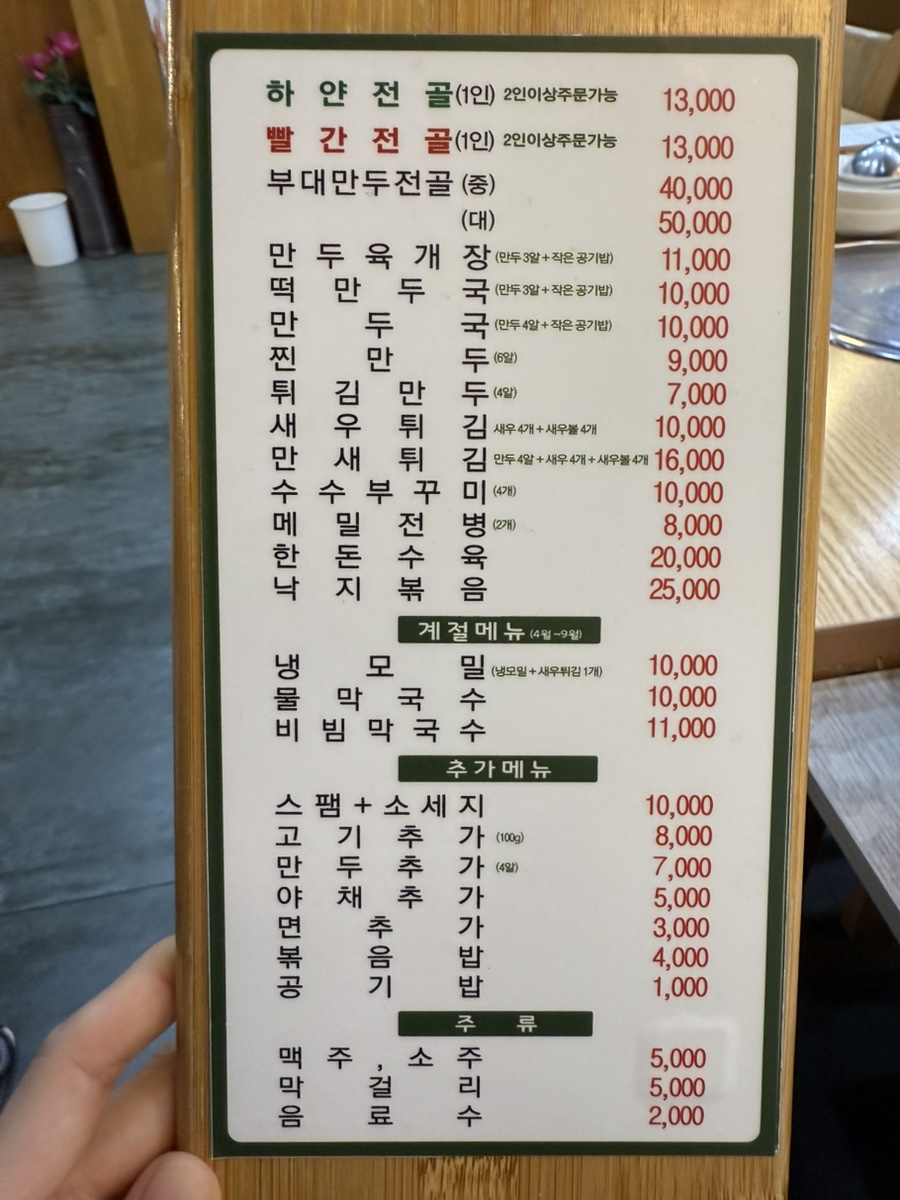 하얀전골(1인) 2인이상주문가능 13,000
빨간전골(1인) 2인이상주문가능 13,000
부대만두전골 (중) 40,000
(대) 50,000
만두육개장 (만두 3알 + 작은 공기밥) 11,000
떡만두국 (만두 3알 + 작은 공기밥) 10,000
만두국 (만두 4알 + 작은 공기밥) 10,000
찐만두 (6알) 9,000
튀김만두 (4알) 7,000
새우튀김 새우 4개 + 새우볼 4개 10,000
만새튀김 만두 4알 + 새우 4개 + 새우볼 4개 16,000
수수부꾸미 (4개) 10,000
메밀전병 (2개) 8,000
한돈수육 20,000
낙지볶음 25,000
계절메뉴 (4월~9월)
냉모밀 (냉모밀 + 새우튀김 1개) 10,000
물막국수 10,000
비빔막국수 11,000
추가메뉴
스팸+소세지 10,000
고기추가 (100g) 8,000
만두추가 (4알) 7,000
야채추가 5,000
면추가 3,000
볶음밥 4,000
공기밥 1,000
주류
맥주, 소주 5,000
막걸리 5,000
음료수 2,000